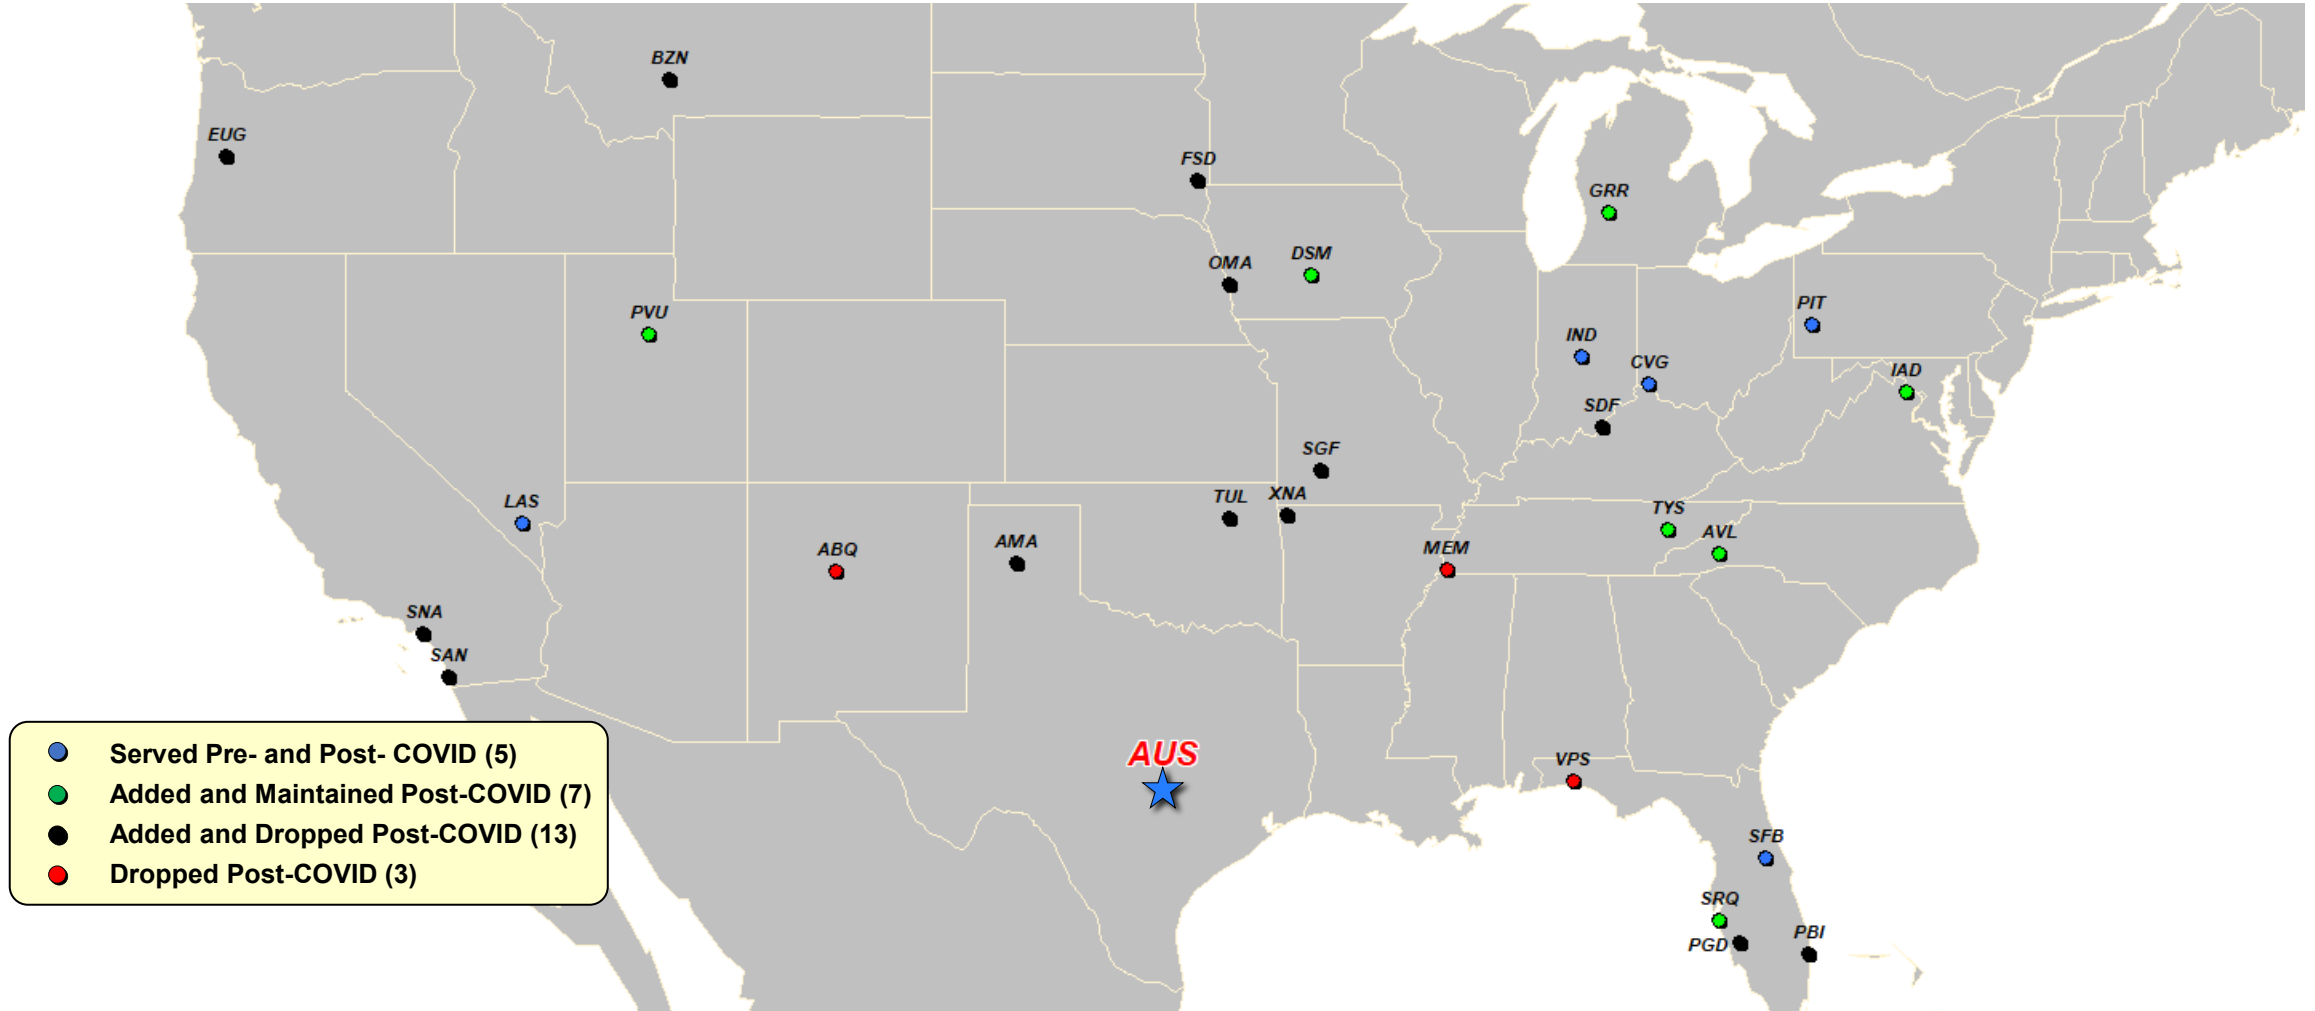 BZN
EUG
FSD
GRR
DSM
OMA
PIT
PVU
IND
CVG
IAD
SDF
SGF
LAS
TUL
XNA
TYS
AVL
AMA
ABQ
MEM
SNA
SAN
AUS
VPS
SFB
SRQ
PGD
PBI
Served Pre- and Post- COVID (5)
Added and Maintained Post-COVID (7)
Added and Dropped Post-COVID (13)
Dropped Post-COVID (3)